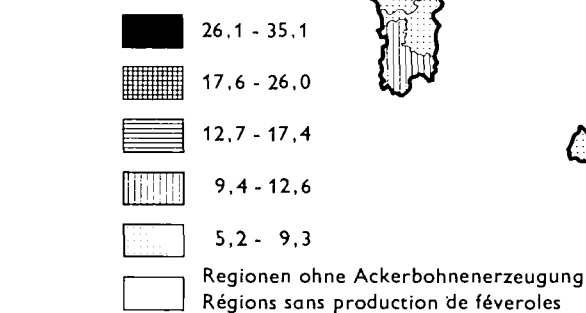 26,1 - 35,1
17,6 - 26,0
12,7 - 17,4
9,4 - 12,6
5,2 - 9,3
Regionen ohne Ackerbohnenerzeugung
Régions sans production de féveroles